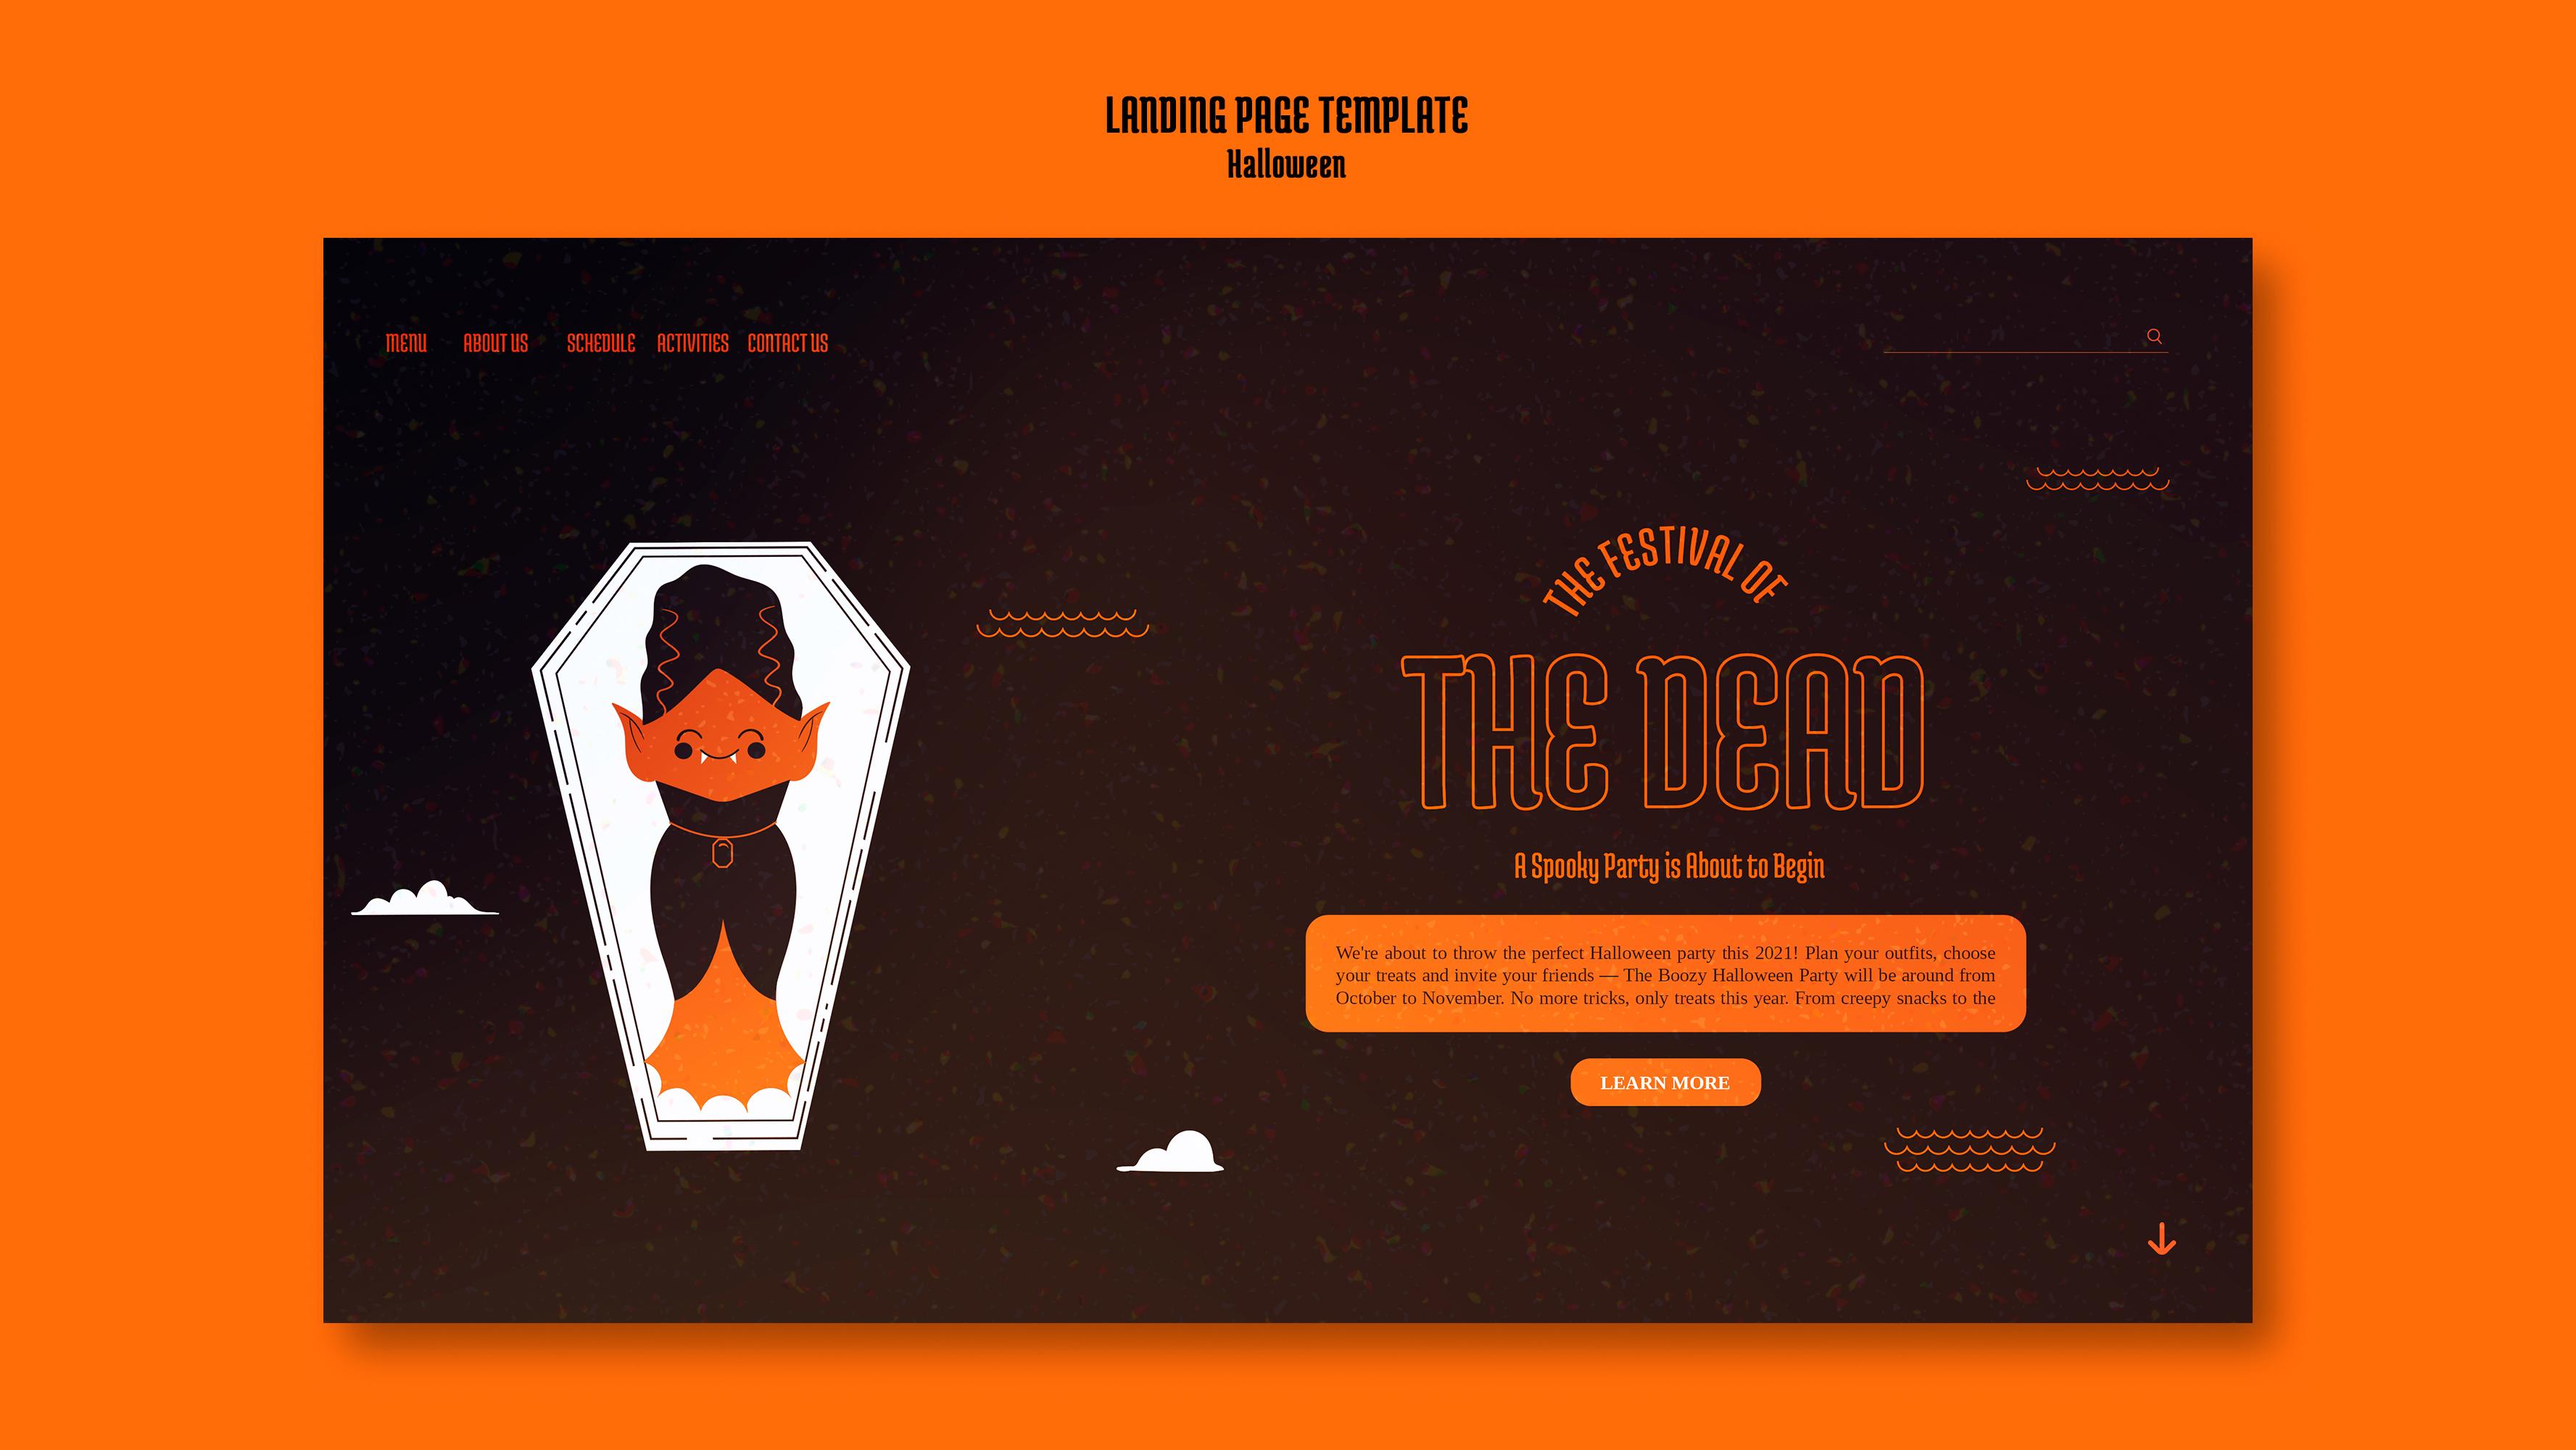 LANDING PAGE TEMPLATE
Halloween
MENU ABOUT US SCHEDULE ACTIVITIES CONTACT US
THE FESTIVAL OF
THE DEAD
A Spooky Party is About to Begin
We're about to throw the perfect Halloween party this 2021! Plan your outfits, choose
your treats and invite your friends — The Boozy Halloween Party will be around from
October to November. No more tricks, only treats this year. From creepy snacks to the
LEARN MORE